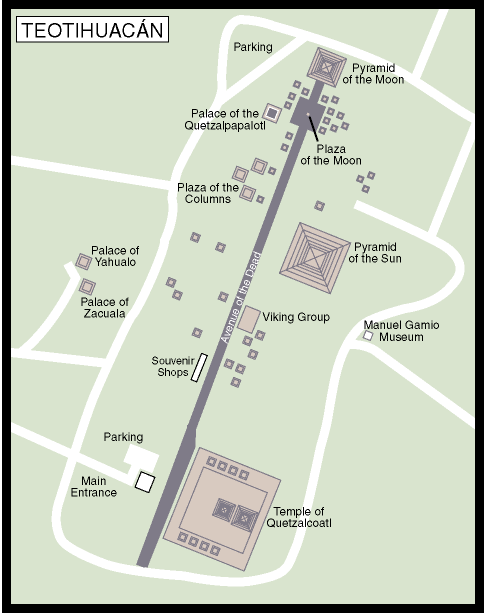 TEOTIHUACÁN
Parking
Pyramid
of the Moon
Palace of the
Quetzalpapalotl
Plaza
of the Moon
Plaza of the
Columns
Palace of
Yahualo
Pyramid
of the Sun
Palace of
Zacuala
Avenue of the Dead
Viking Group
Manuel Gamio
Museum
Souvenir
Shops
Parking
Main
Entrance
Temple of
Quetzalcoatl